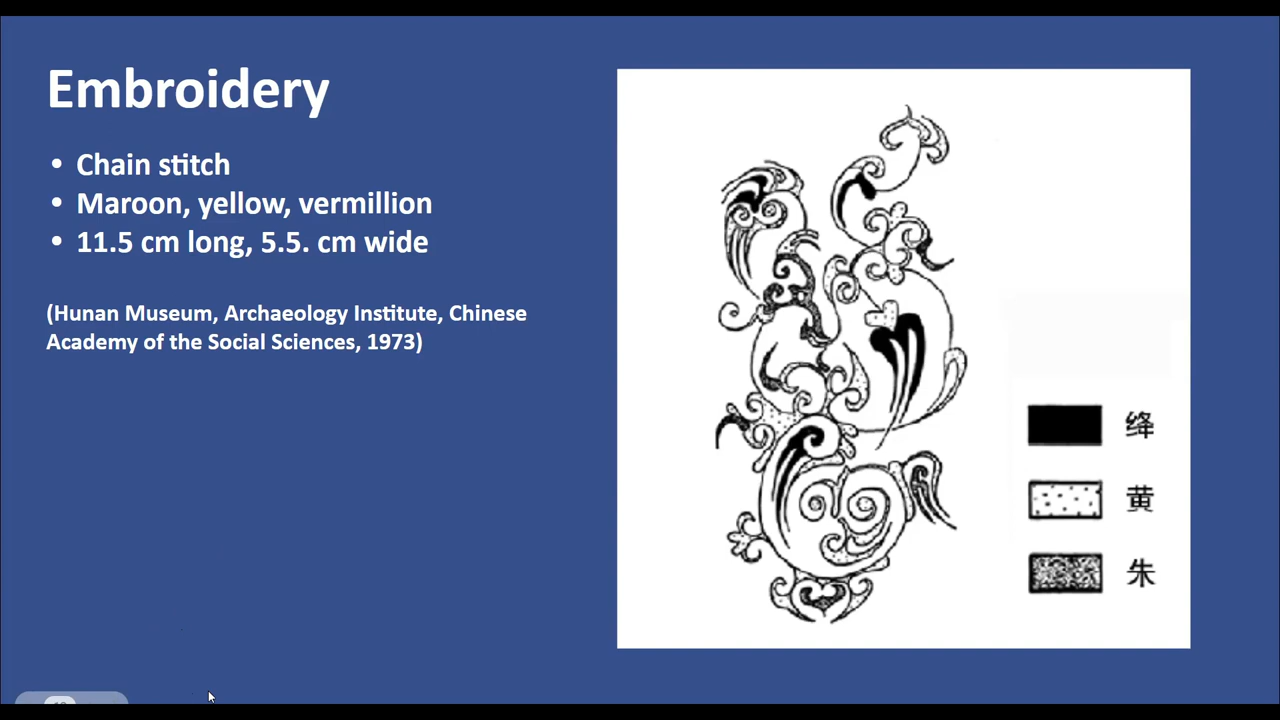 Embroidery
• Chain stitch
• Maroon, yellow, vermillion
• 11.5 cm long, 5.5. cm wide
(Hunan Museum, Archaeology Institute, Chinese
Academy of the Social Sciences, 1973)
绛
黄
朱